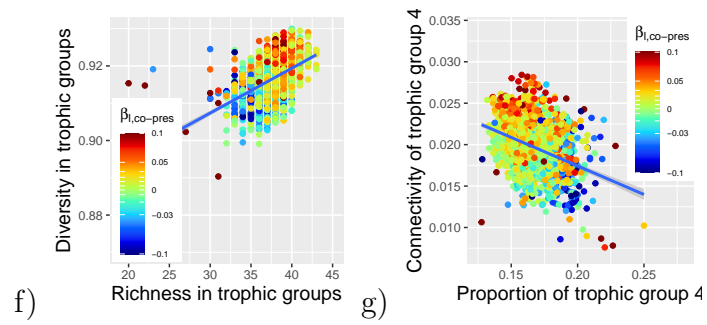 Diversity in trophic groups
0.92
0.90
0.88
β_l,co−pres
0.1
0.05
0
−0.03
−0.1
20 25 30 35 40 45
Richness in trophic groups
f)
Connectivity of trophic group 4
0.035
0.030
0.025
0.020
0.015
0.010
β_l,co−pres
0.1
0.05
0
−0.03
−0.1
0.15 0.20 0.25
Proportion of trophic group 4
g)